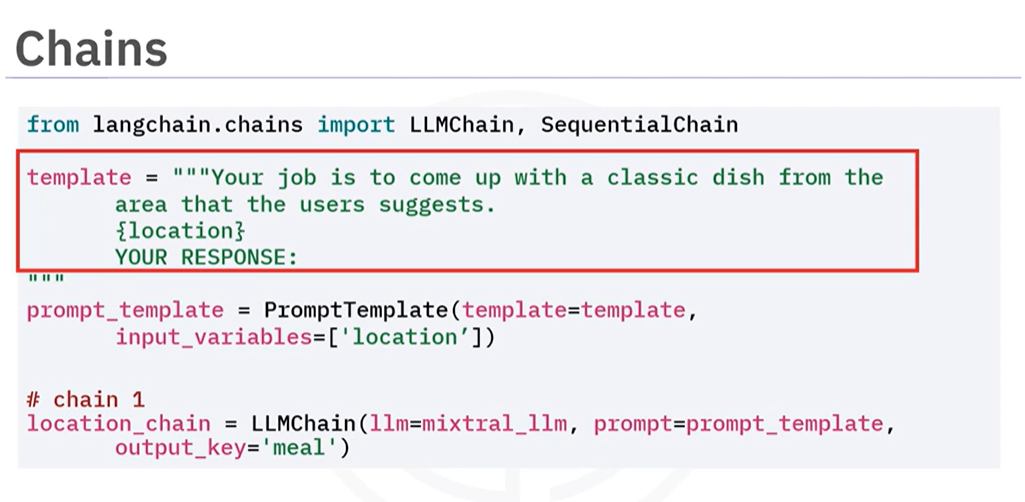 Chains
from langchain.chains import LLMChain, SequentialChain
template = """Your job is to come up with a classic dish from the
area that the users suggests.
{location}
YOUR RESPONSE:
"""
prompt_template = PromptTemplate(template=template,
input_variables=['location’])
# chain 1
location_chain = LLMChain(llm=mixtral_llm, prompt=prompt_template,
output_key='meal')